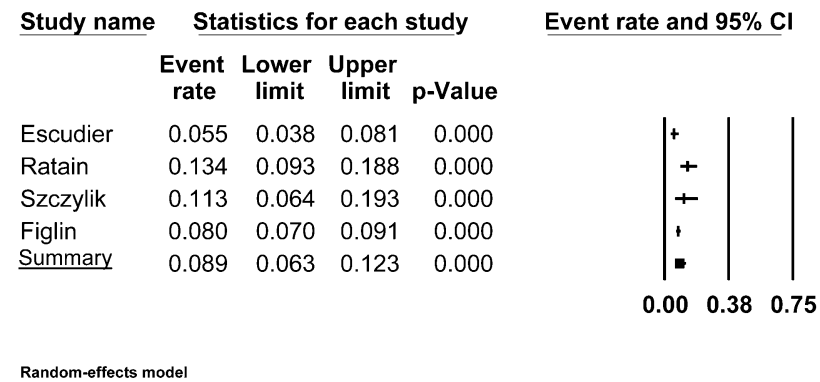 Study name Statistics for each study Event rate and 95% CI
Event Lower Upper
rate limit limit p-Value
Escudier 0.055 0.038 0.081 0.000
Ratain 0.134 0.093 0.188 0.000
Szczylik 0.113 0.064 0.193 0.000
Figlin 0.080 0.070 0.091 0.000
Summary 0.089 0.063 0.123 0.000
0.00 0.38 0.75
Random-effects model